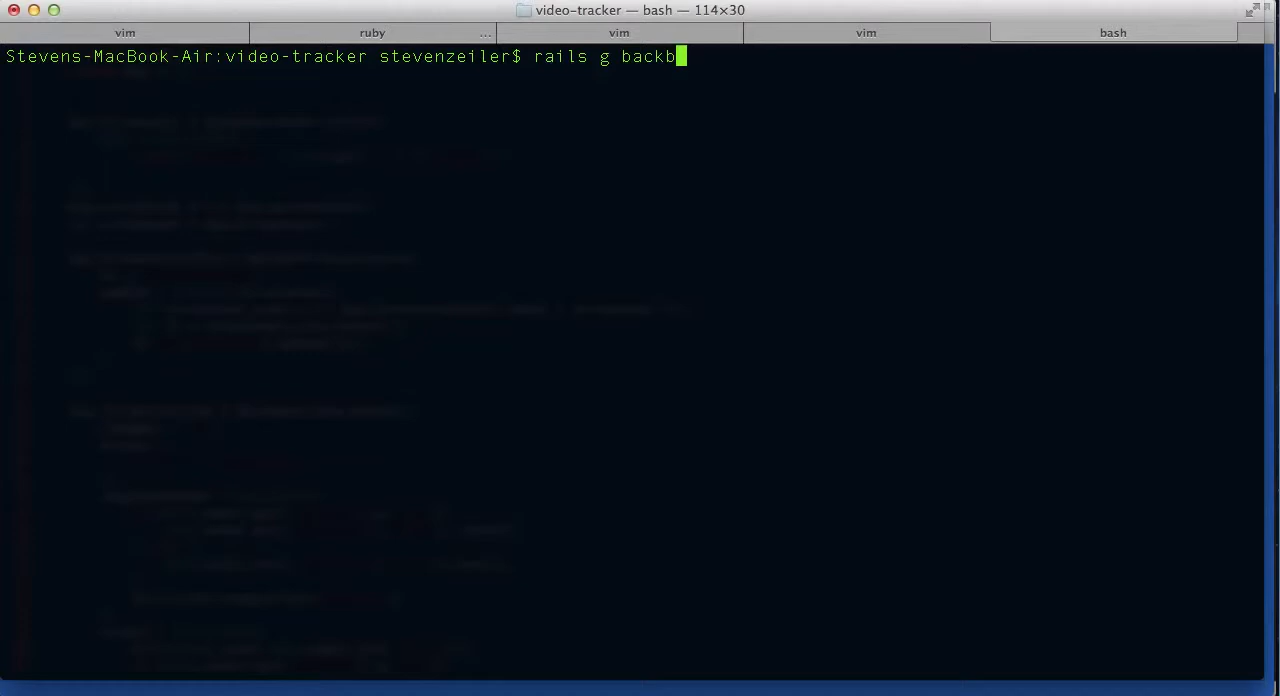 video-tracker — bash — 114×30
vim ruby ... vim vim bash
Stevens-MacBook-Air:video-tracker stevenzeiler$ rails g backb